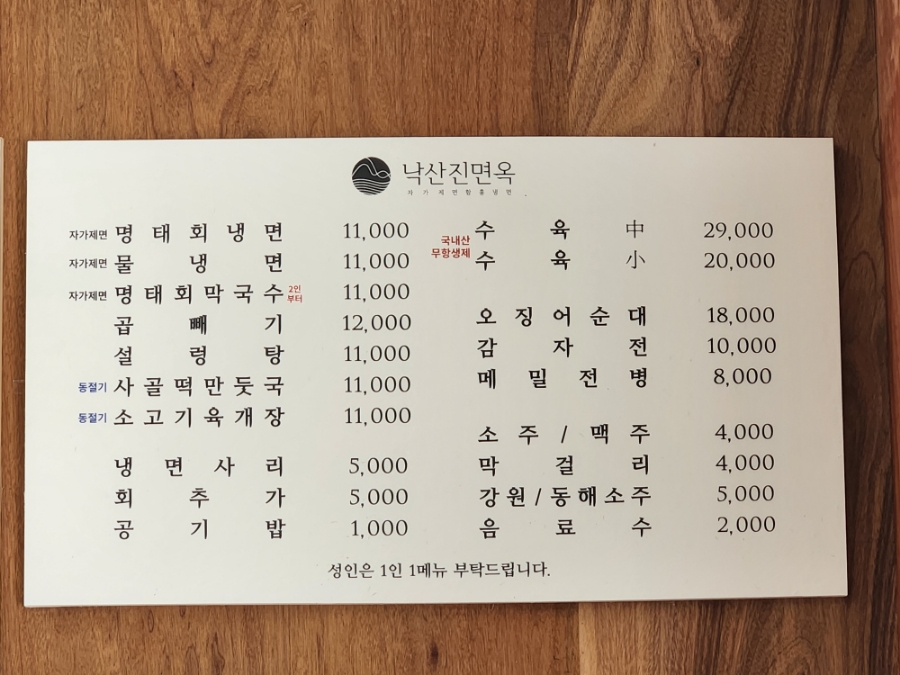 낙산진면옥
자가제면함흥냉면
자가제면 명태회냉면 11,000
자가제면 물냉면 11,000
자가제면 명태회막국수 2인부터 11,000
곱빼기 12,000
설렁탕 11,000
동절기 사골떡만둣국 11,000
동절기 소고기육개장 11,000
냉면사리 5,000
회추가 5,000
공기밥 1,000
국내산 무항생제
수육 中 29,000
수육 小 20,000
오징어순대 18,000
감자전 10,000
메밀전병 8,000
소주/맥주 4,000
막걸리 4,000
강원/동해소주 5,000
음료수 2,000
성인은 1인 1메뉴 부탁드립니다.